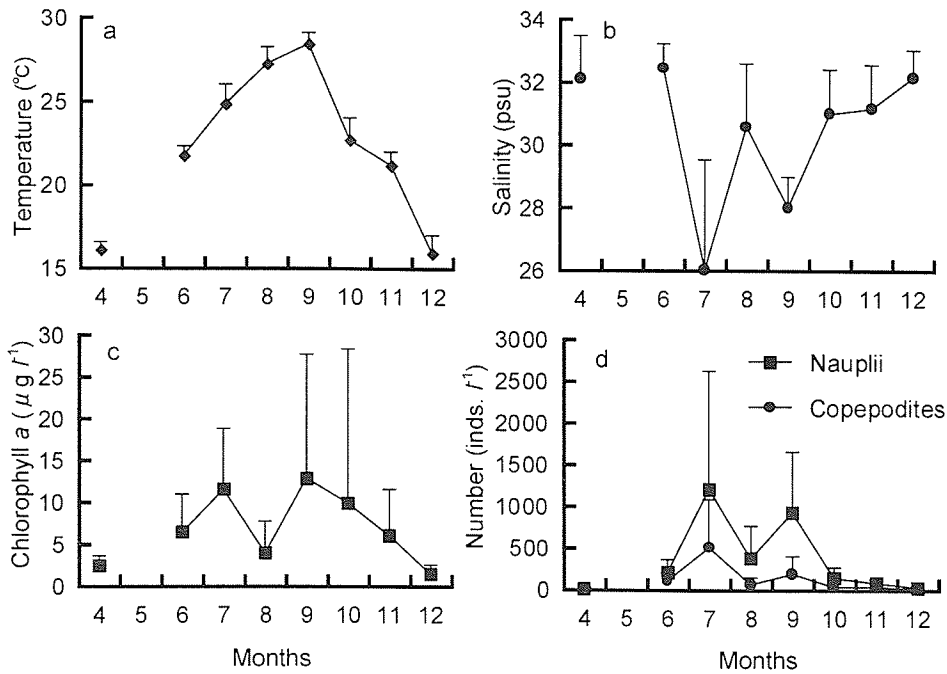 a
Temperature (℃)
30
25
20
15
4 5 6 7 8 9 10 11 12
b
Salinity (psu)
34
32
30
28
26
4 5 6 7 8 9 10 11 12
c
Chlorophyll a (μg l⁻¹)
30
25
20
15
10
5
0
4 5 6 7 8 9 10 11 12
Months
d
Number (inds. l⁻¹)
3000
2500
2000
1500
1000
500
0
Nauplii
Copepodites
4 5 6 7 8 9 10 11 12
Months